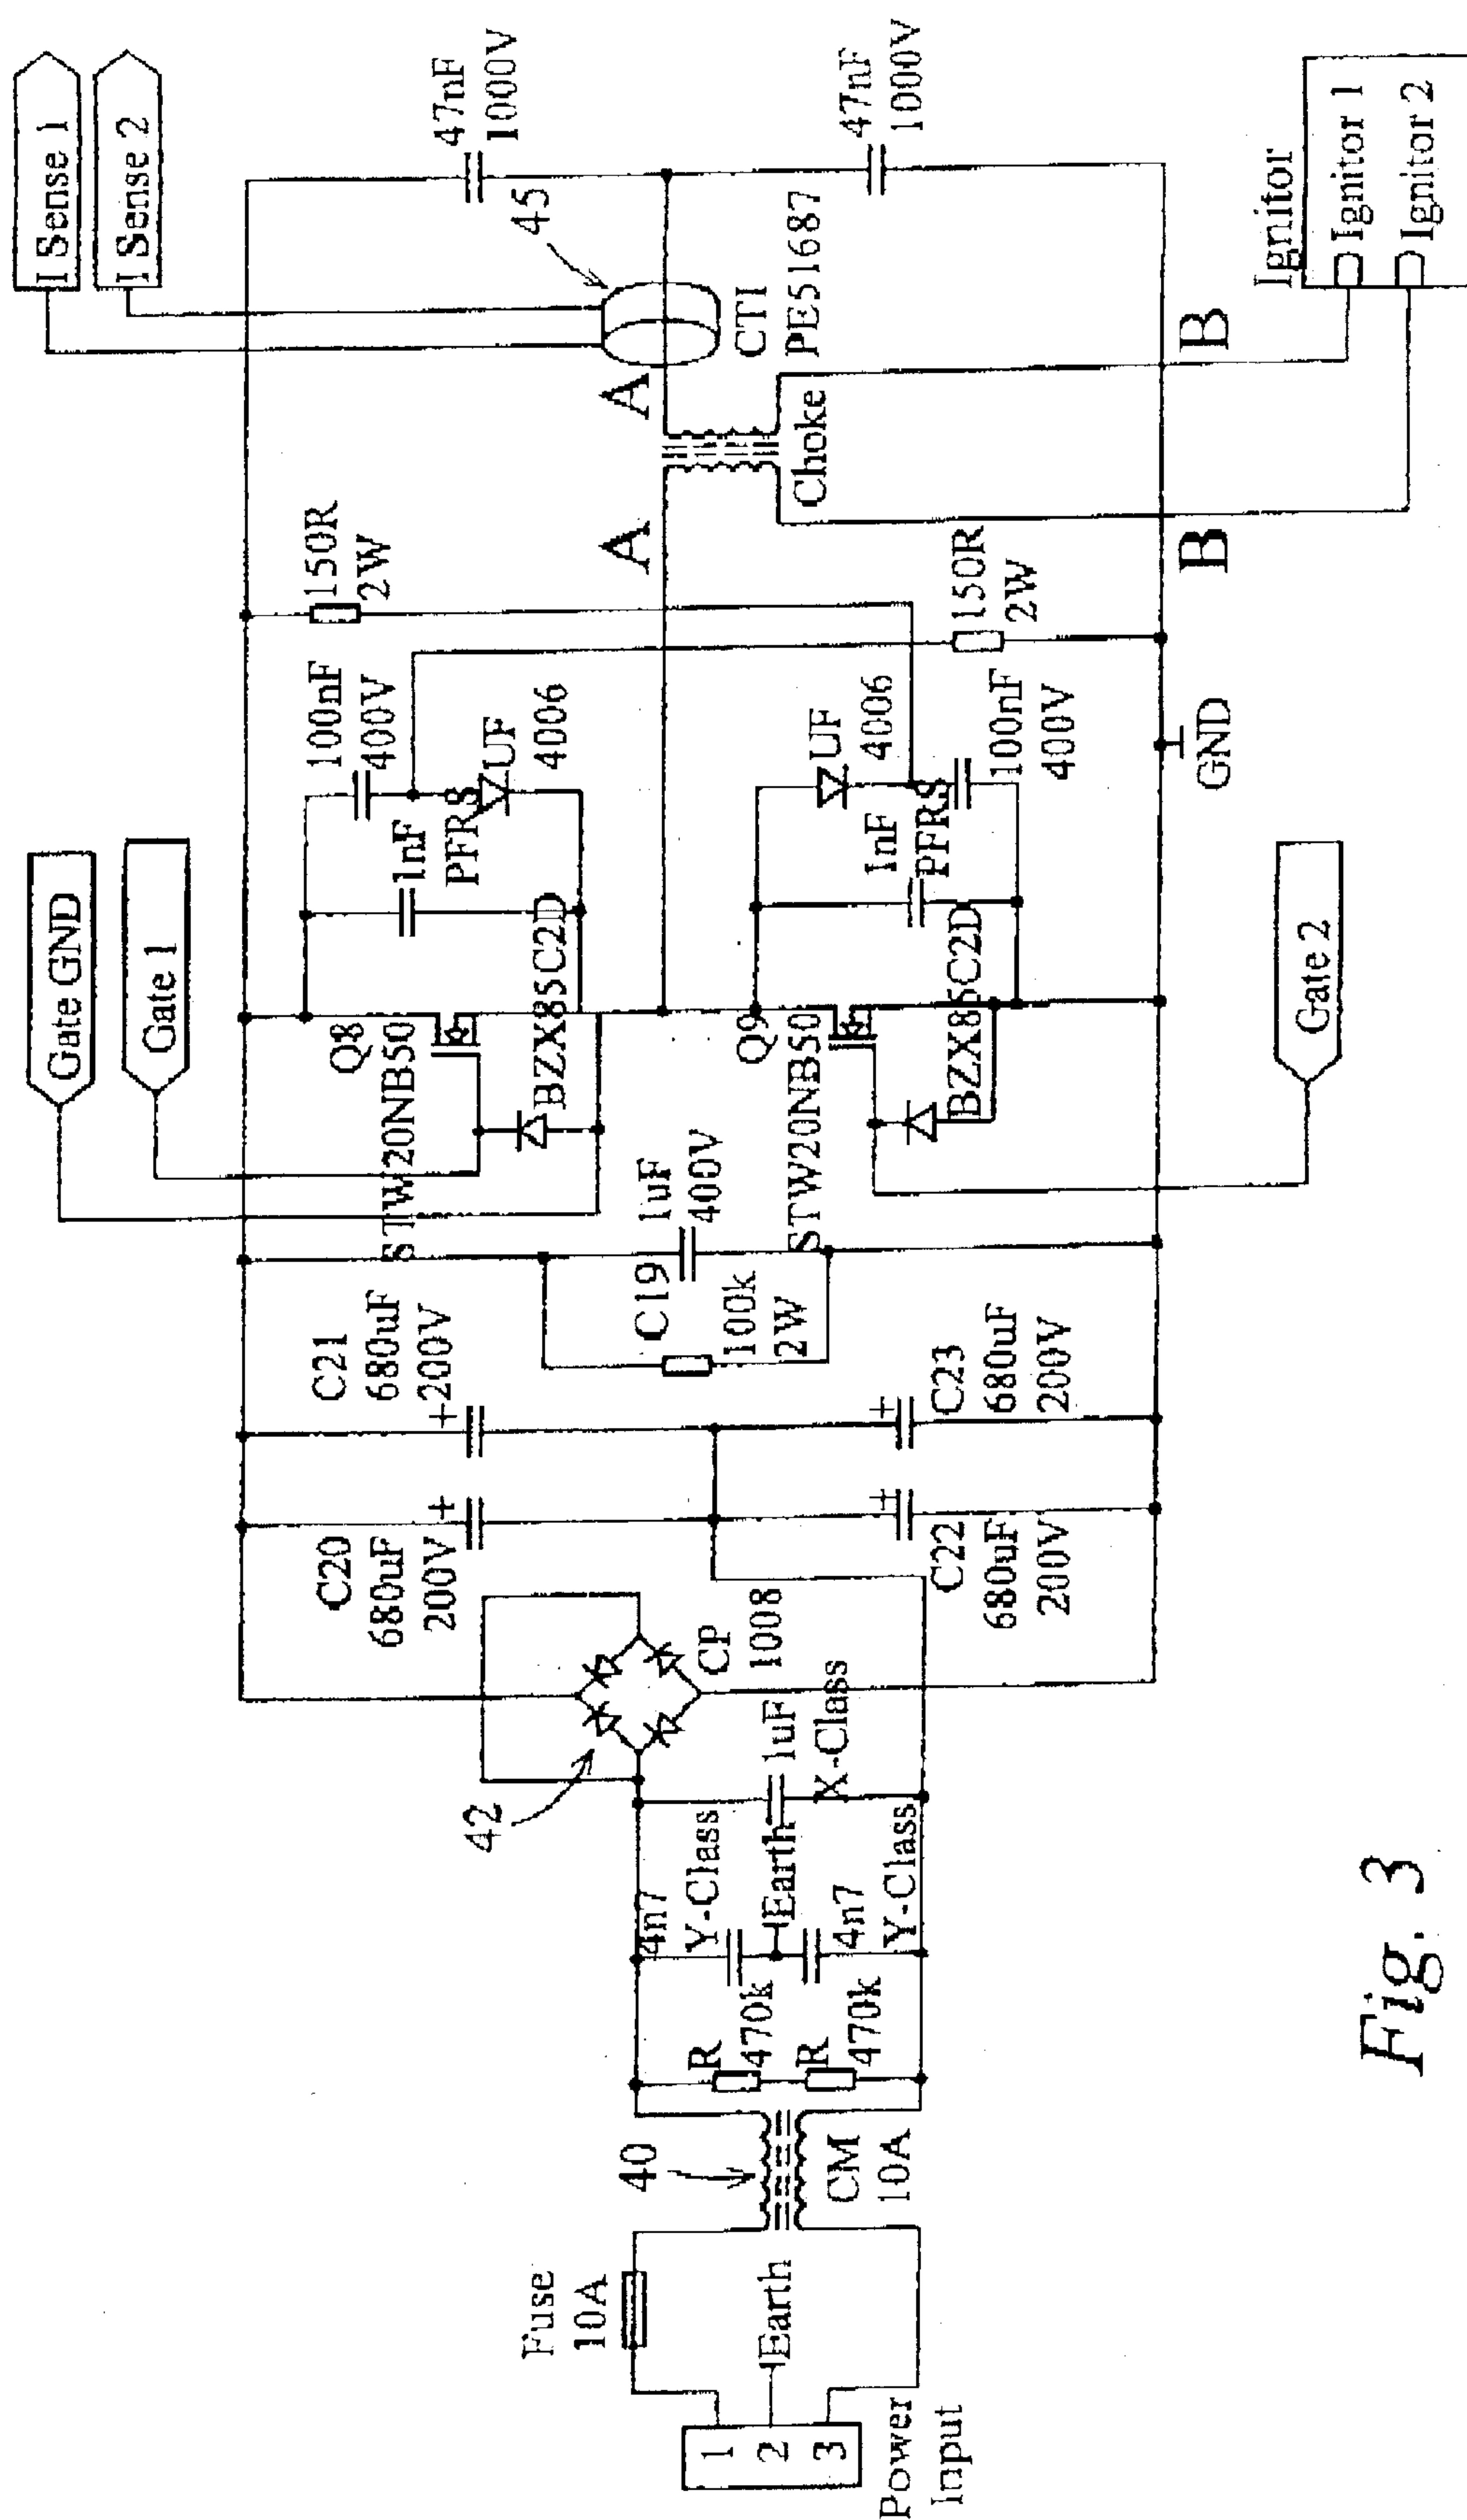 Power
Input
1
2
3
Earth
Fuse
10A
40
CM
10A
R
470k
R
470k
4n7
Y-Class
Earth
4n7
Y-Class
1uF
X-Class
42
CP
1008
C20
680uF
200V
+
C21
680uF
+200V
C22
680uF
200V
+
C23
680uF
200V
+
C19
1uF
400V
100k
2W
Gate GND
Gate 1
Gate 2
Q8
STW20NB50
BZX85C2D
Q9
STW20NB50
BZX85C2D
1nF
PFRS
100nF
400V
UF
4006
1nF
PFRS
UF
4006
100nF
400V
GND
150R
2W
150R
2W
A
A
Choke
B
B
CT1
PE51687
45
I Sense 1
I Sense 2
47nF
1000V
47nF
1000V
Ignitor
Ignitor 1
Ignitor 2
Fig. 3